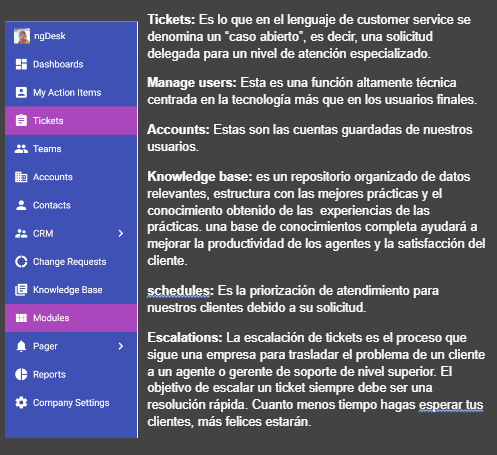 ngDesk
Dashboards
My Action Items
Tickets
Teams
Accounts
Contacts
CRM
Change Requests
Knowledge Base
Modules
Pager
Reports
Company Settings
Tickets: Es lo que en el lenguaje de customer service se
denomina un “caso abierto”, es decir, una solicitud
delegada para un nivel de atención especializado.
Manage users: Esta es una función altamente técnica
centrada en la tecnología más que en los usuarios finales.
Accounts: Estas son las cuentas guardadas de nuestros
usuarios.
Knowledge base: es un repositorio organizado de datos
relevantes, estructura con las mejores prácticas y el
conocimiento obtenido de las experiencias de las
prácticas. una base de conocimientos completa ayudará a
mejorar la productividad de los agentes y la satisfacción del
cliente.
schedules: Es la priorización de atendimiento para
nuestros clientes debido a su solicitud.
Escalations: La escalación de tickets es el proceso que
sigue una empresa para trasladar el problema de un cliente
a un agente o gerente de soporte de nivel superior. El
objetivo de escalar un ticket siempre debe ser una
resolución rápida. Cuanto menos tiempo hagas esperar tus
clientes, más felices estarán.